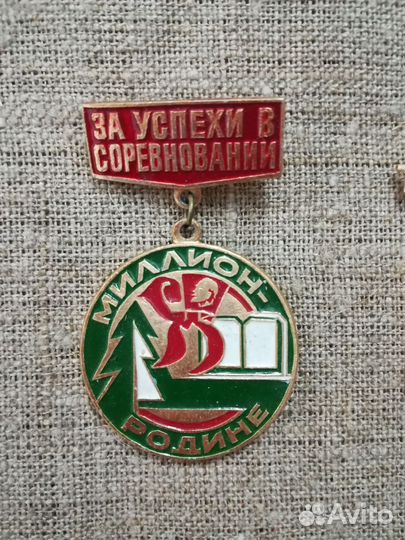 ЗА УСПЕХИ В
СОРЕВНОВАНИИ
МИЛЛИОН-
РОДИНЕ
Avito